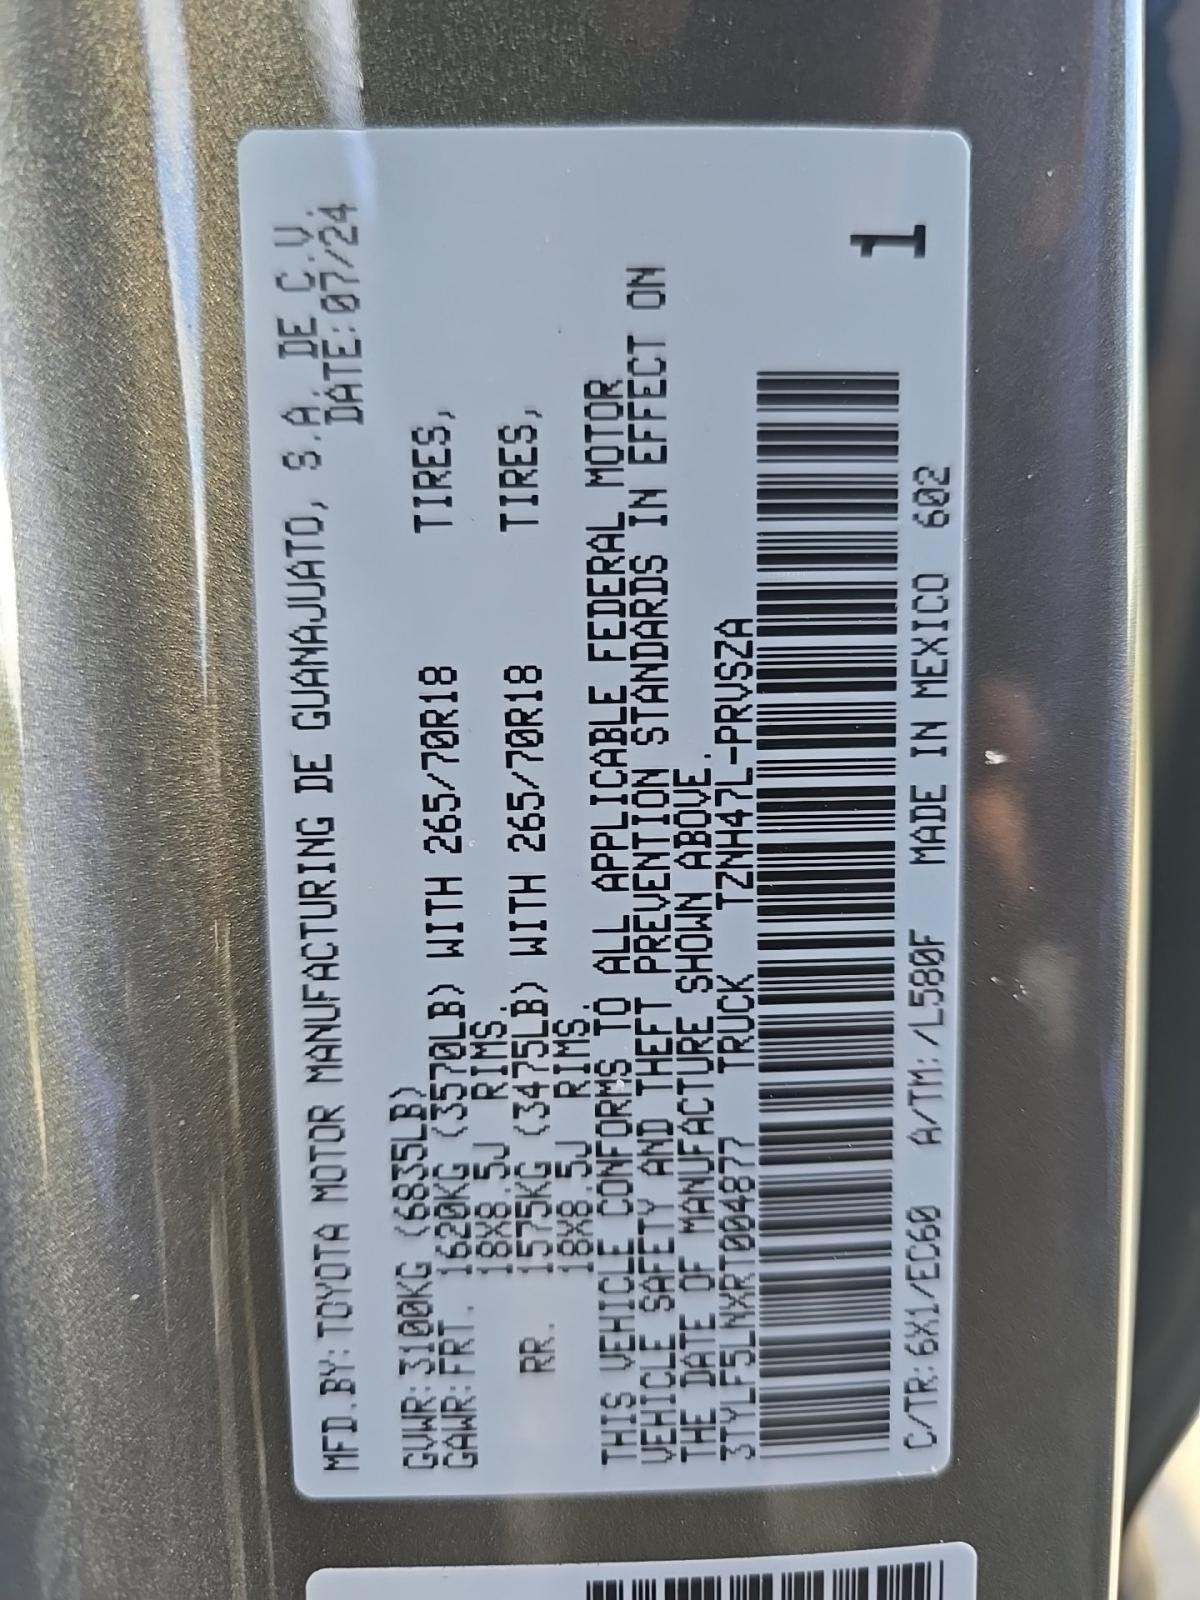 MFD.BY: TOYOTA MOTOR MANUFACTURING DE GUANAJUATO, S.A. DE C.V.
DATE:07/24
GVWR:3100KG (6835LB)
GAWR:FRT. 1620KG (3570LB) WITH 265/70R18 TIRES,
18X8.5J RIMS.
RR. 1575KG (3475LB) WITH 265/70R18 TIRES,
18X8.5J RIMS.
THIS VEHICLE CONFORMS TO ALL APPLICABLE FEDERAL MOTOR
VEHICLE SAFETY AND THEFT PREVENTION STANDARDS IN EFFECT ON
THE DATE OF MANUFACTURE SHOWN ABOVE.
3TYLF5LNXRT004877 TRUCK TZNH47L-PRVSZA
1
C/TR:6X1/EC60 A/TM:/L580F MADE IN MEXICO 602